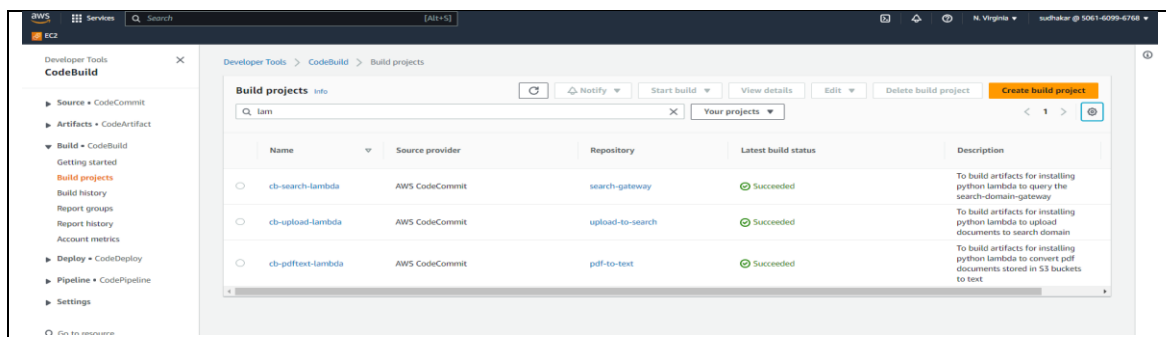 aws Services Search [Alt+S] N. Virginia sudhakar @ 5061-6099-6768
EC2
Developer Tools
CodeBuild
Source • CodeCommit
Artifacts • CodeArtifact
Build • CodeBuild
Getting started
Build projects
Build history
Report groups
Report history
Account metrics
Deploy • CodeDeploy
Pipeline • CodePipeline
Settings
Go to resource
Developer Tools > CodeBuild > Build projects
Build projects Info
Notify Start build View details Edit Delete build project Create build project
lam Your projects 1
Name Source provider Repository Latest build status Description
cb-search-lambda AWS CodeCommit search-gateway Succeeded
To build artifacts for installing
python lambda to query the
search-domain-gateway
cb-upload-lambda AWS CodeCommit upload-to-search Succeeded
To build artifacts for installing
python lambda to upload
documents to search domain
cb-pdftext-lambda AWS CodeCommit pdf-to-text Succeeded
To build artifacts for installing
python lambda to convert pdf
documents stored in S3 buckets
to text